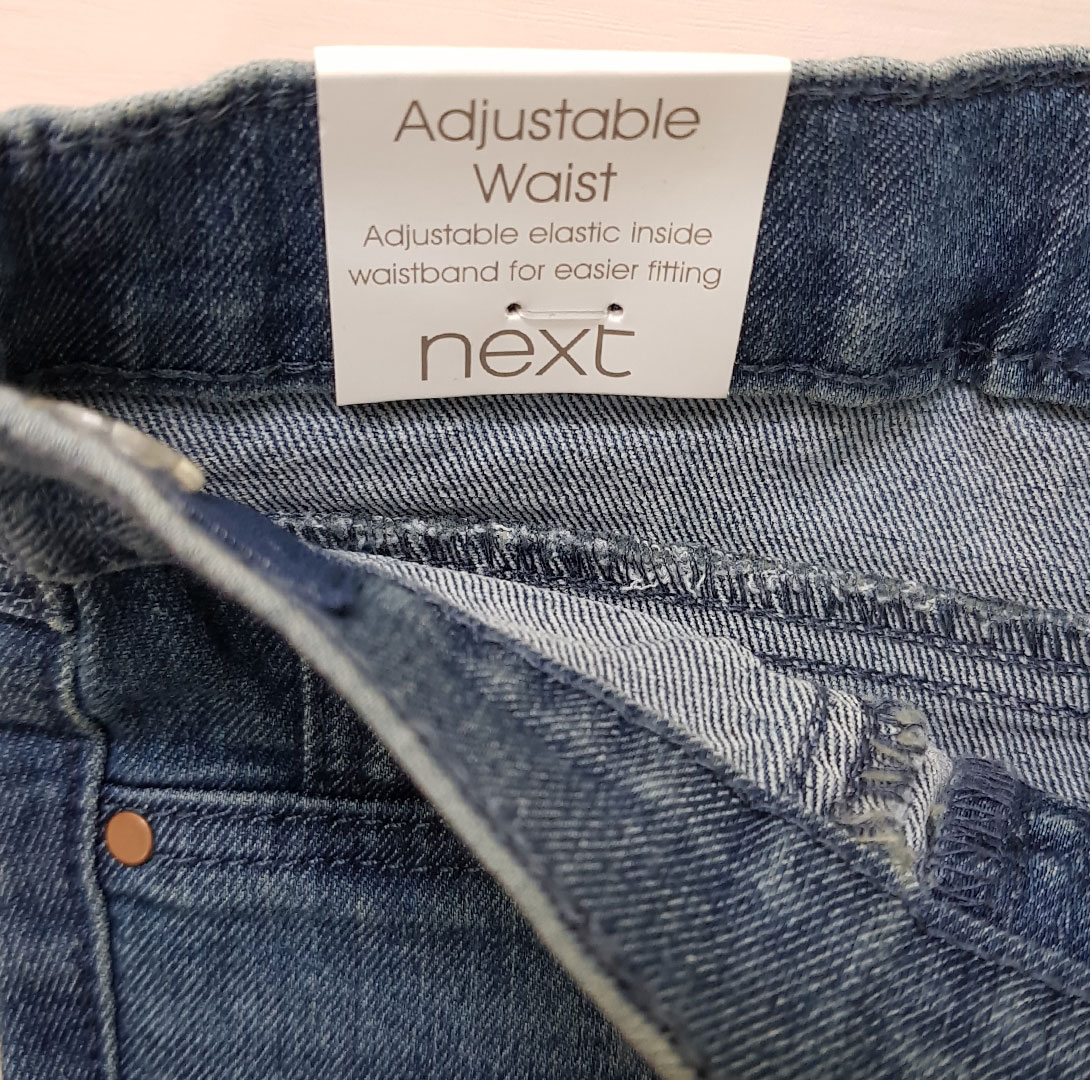 Adjustable
Waist
Adjustable elastic inside
waistband for easier fitting
next